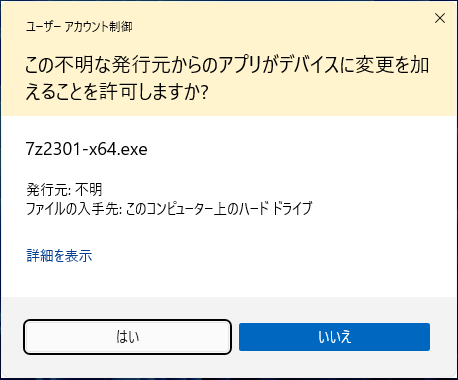 ユーザー アカウント制御
この不明な発行元からのアプリがデバイスに変更を加
えることを許可しますか?
7z2301-x64.exe
発行元: 不明
ファイルの入手先: このコンピューター上のハード ドライブ
詳細を表示
はい
いいえ